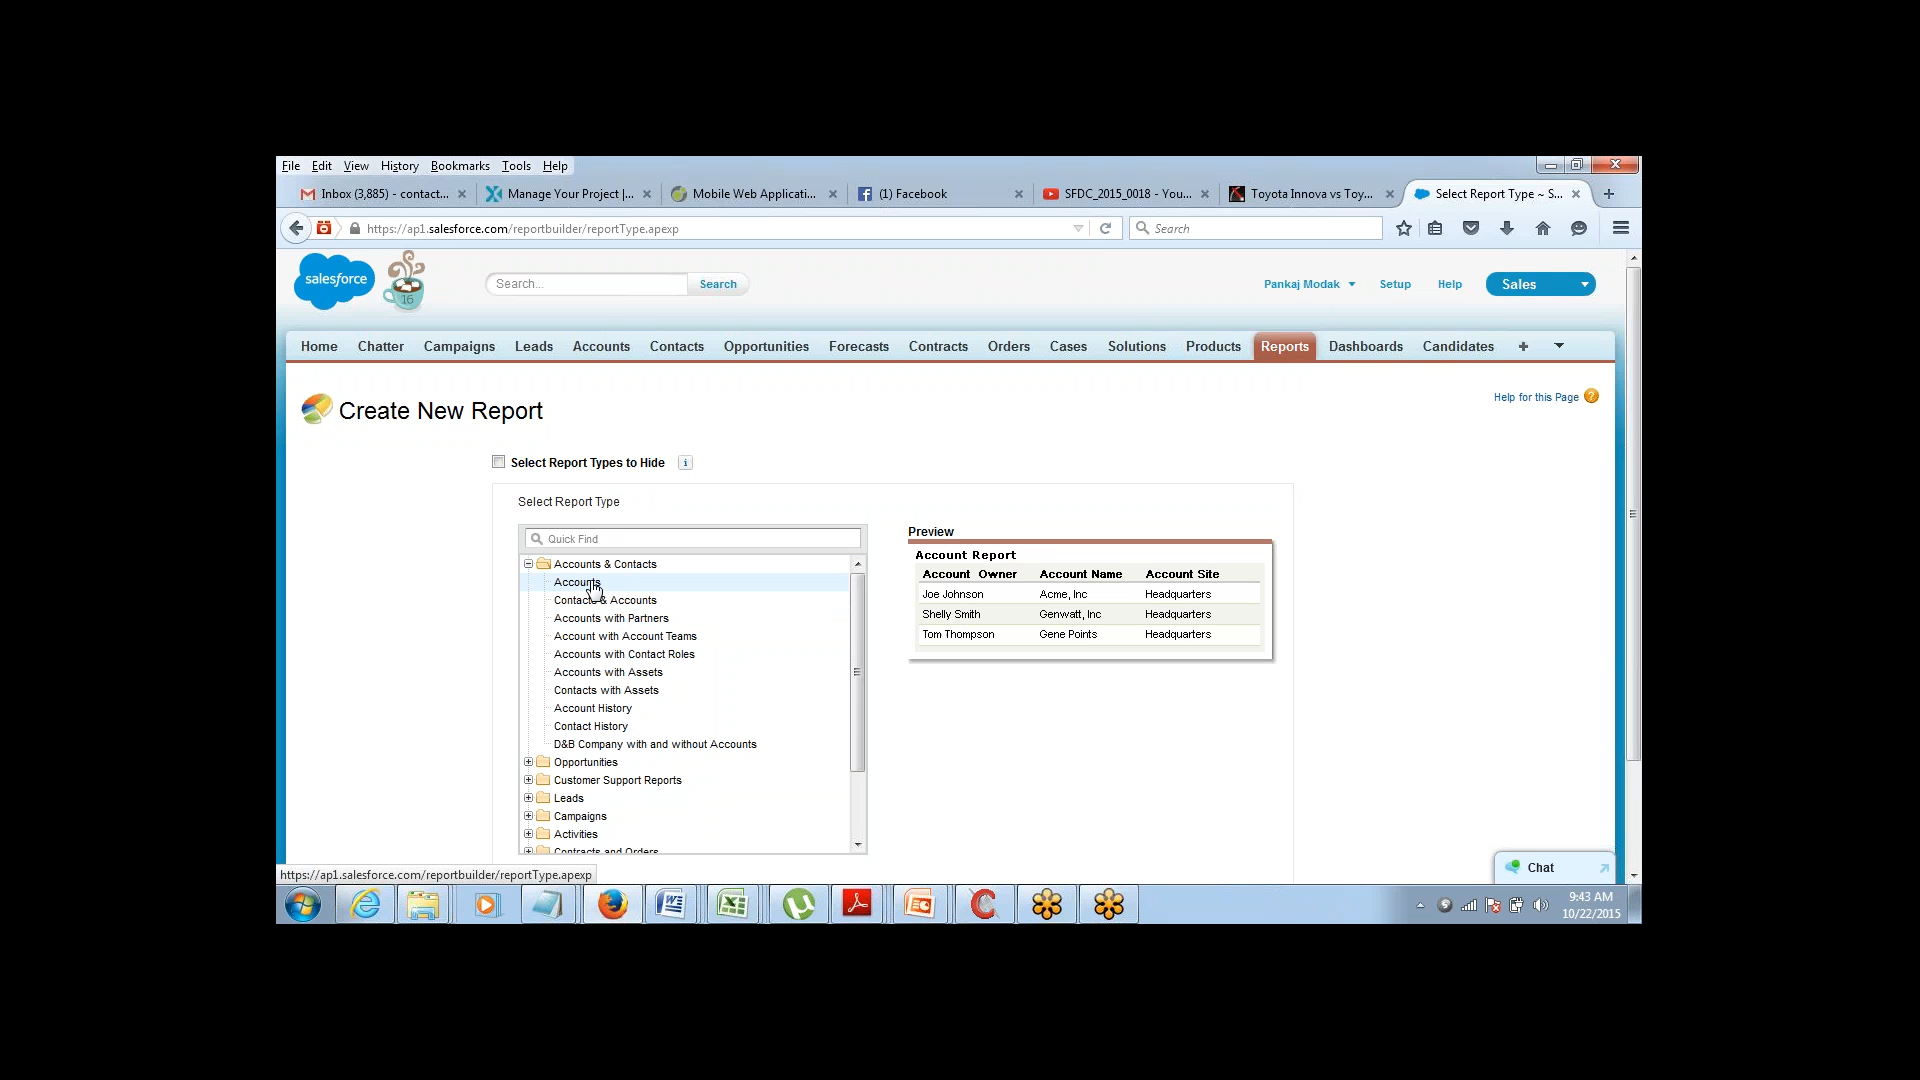 File Edit View History Bookmarks Tools Help
Inbox (3,885) - contact... Manage Your Project |... Mobile Web Applicati... (1) Facebook SFDC_2015_0018 - You... Toyota Innova vs Toy... Select Report Type ~ S...
https://ap1.salesforce.com/reportbuilder/reportType.apexp Search
salesforce 16 Search... Search Pankaj Modak Setup Help Sales
Home Chatter Campaigns Leads Accounts Contacts Opportunities Forecasts Contracts Orders Cases Solutions Products Reports Dashboards Candidates +
Help for this Page ?
Create New Report
Select Report Types to Hide i
Select Report Type
Quick Find
Accounts & Contacts
Accounts
Contacts & Accounts
Accounts with Partners
Account with Account Teams
Accounts with Contact Roles
Accounts with Assets
Contacts with Assets
Account History
Contact History
D&B Company with and without Accounts
Opportunities
Customer Support Reports
Leads
Campaigns
Activities
Contracts and Orders
Preview
Account Report
Account Owner Account Name Account Site
Joe Johnson Acme, Inc Headquarters
Shelly Smith Genwatt, Inc Headquarters
Tom Thompson Gene Points Headquarters
Chat
https://ap1.salesforce.com/reportbuilder/reportType.apexp
9:43 AM
10/22/2015